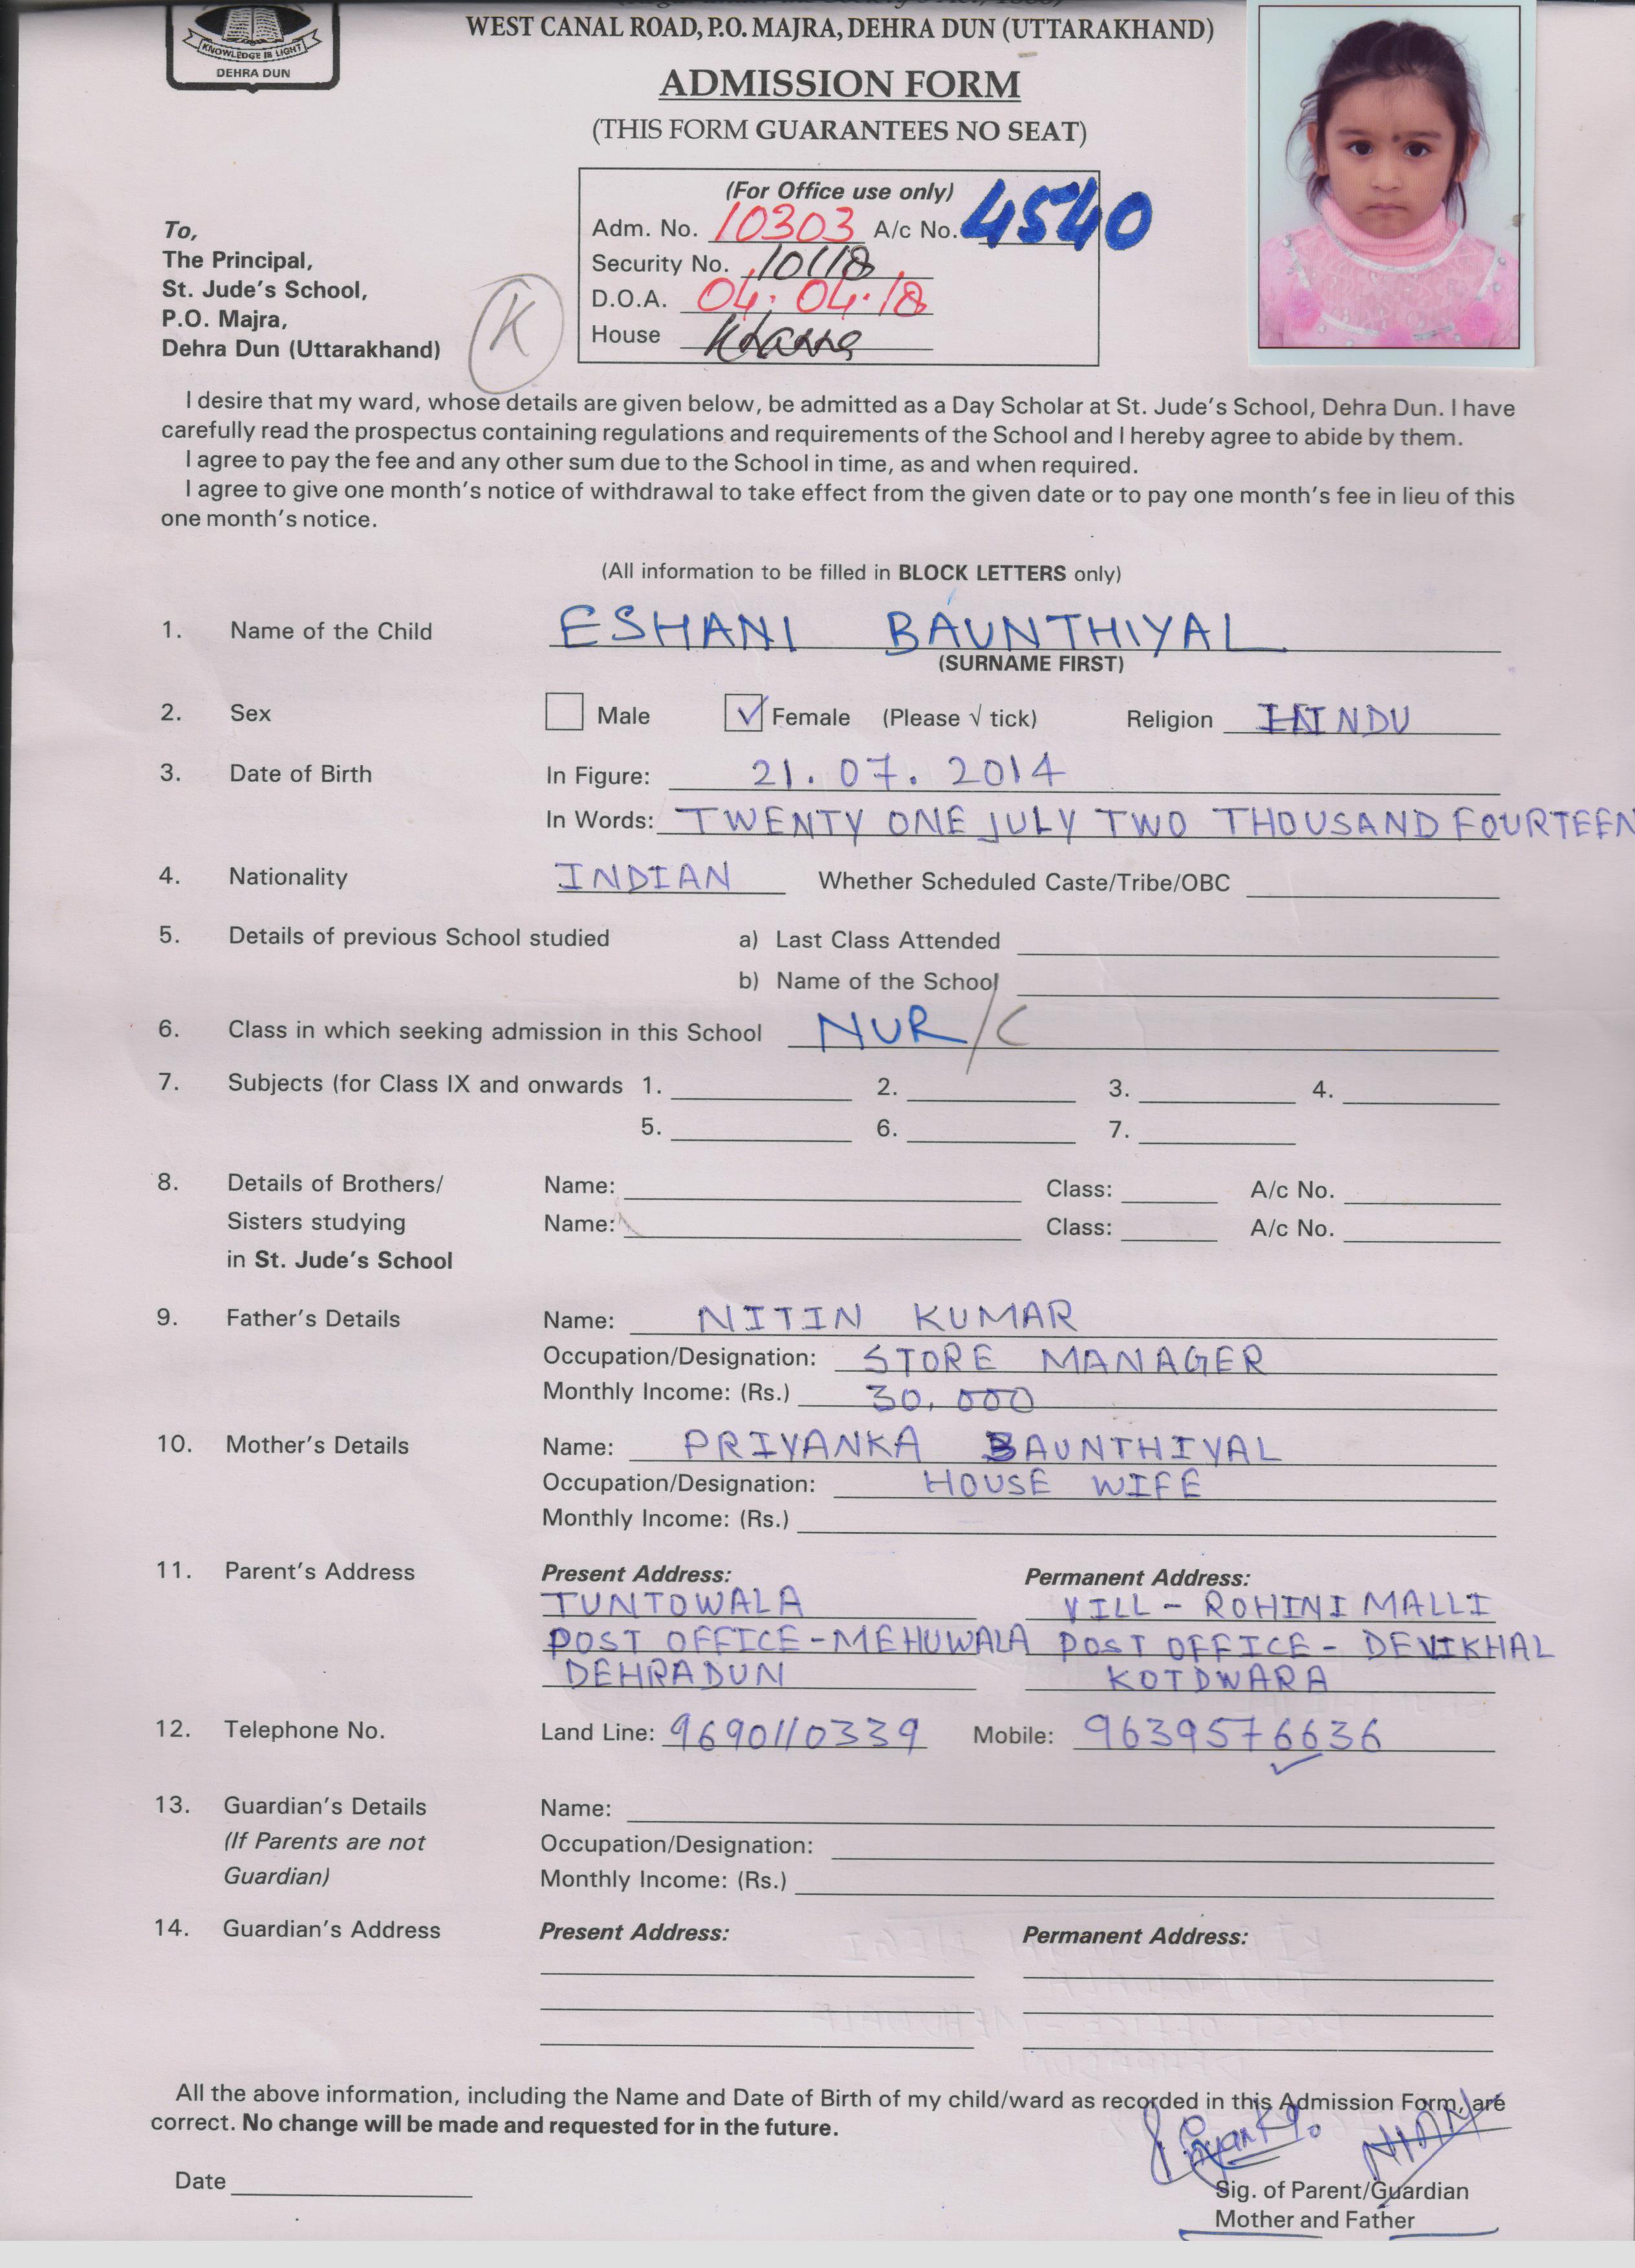 KNOWLEDGE IS LIGHT
DEHRA DUN
WEST CANAL ROAD, P.O. MAJRA, DEHRA DUN (UTTARAKHAND)
ADMISSION FORM
(THIS FORM GUARANTEES NO SEAT)
(For Office use only)
Adm. No. 10303 A/c No. 4540
Security No. 10118
D.O.A. 04.04.18
House
K
To,
The Principal,
St. Jude's School,
P.O. Majra,
Dehra Dun (Uttarakhand)
I desire that my ward, whose details are given below, be admitted as a Day Scholar at St. Jude's School, Dehra Dun. I have
carefully read the prospectus containing regulations and requirements of the School and I hereby agree to abide by them.
I agree to pay the fee and any other sum due to the School in time, as and when required.
I agree to give one month's notice of withdrawal to take effect from the given date or to pay one month's fee in lieu of this
one month's notice.
(All information to be filled in BLOCK LETTERS only)
1. Name of the Child ESHANI BAUNTHIYAL
(SURNAME FIRST)
2. Sex Male √ Female (Please √ tick) Religion HINDU
3. Date of Birth In Figure: 21.07.2014
In Words: TWENTY ONE JULY TWO THOUSAND FOURTEEN
4. Nationality INDIAN Whether Scheduled Caste/Tribe/OBC
5. Details of previous School studied a) Last Class Attended
b) Name of the School
6. Class in which seeking admission in this School NUR/C
7. Subjects (for Class IX and onwards 1. 2. 3. 4.
5. 6. 7.
8. Details of Brothers/ Name: Class: A/c No.
Sisters studying Name: Class: A/c No.
in St. Jude's School
9. Father's Details Name: NITIN KUMAR
Occupation/Designation: STORE MANAGER
Monthly Income: (Rs.) 30,000
10. Mother's Details Name: PRIYANKA BAUNTHIYAL
Occupation/Designation: HOUSE WIFE
Monthly Income: (Rs.)
11. Parent's Address Present Address: Permanent Address:
TUNTOWALA VILL - ROHINI MALLI
POST OFFICE - MEHUWALA POST OFFICE - DEVIKHAL
DEHRADUN KOTDWARA
12. Telephone No. Land Line: 9690110339 Mobile: 9639576636
13. Guardian's Details Name:
(If Parents are not Occupation/Designation:
Guardian) Monthly Income: (Rs.)
14. Guardian's Address Present Address: Permanent Address:
All the above information, including the Name and Date of Birth of my child/ward as recorded in this Admission Form, are
correct. No change will be made and requested for in the future.
Priyanka
Date
Sig. of Parent/Guardian
Mother and Father